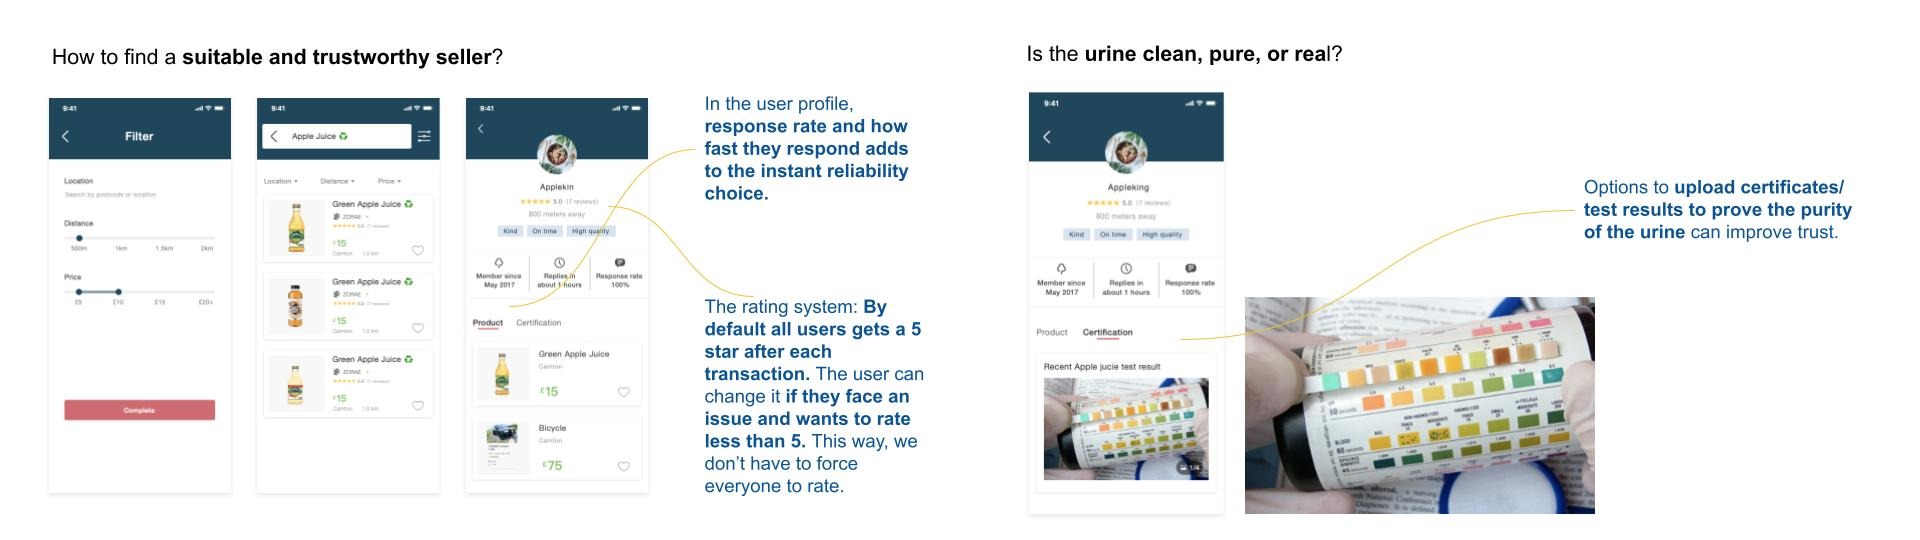 How to find a suitable and trustworthy seller?
9:41
Filter
Location
Search by postcode or location
Distance
500m 1km 1.5km 2km
Price
£5 £10 £15 £20+
Complete
9:41
Apple Juice
Location Distance Price
Green Apple Juice
ZORAE
5.0 (7 reviews)
£15
Camton 1.0 km
Green Apple Juice
ZORAE
5.0 (7 reviews)
£15
Camton 1.0 km
Green Apple Juice
ZORAE
5.0 (7 reviews)
£15
Camton 1.0 km
9:41
Applekin
5.0 (7 reviews)
800 meters away
Kind On time High quality
Member since
May 2017
Replies in
about 1 hours
Response rate
100%
Product Certification
Green Apple Juice
Camton
£15
Bicycle
Camton
£75
In the user profile,
response rate and how
fast they respond adds
to the instant reliability
choice.
The rating system: By
default all users gets a 5
star after each
transaction. The user can
change it if they face an
issue and wants to rate
less than 5. This way, we
don't have to force
everyone to rate.
Is the urine clean, pure, or real?
9:41
Appleking
5.0 (7 reviews)
800 meters away
Kind On time High quality
Member since
May 2017
Replies in
about 1 hours
Response rate
100%
Product Certification
Recent Apple jucie test result
1/4
Options to upload certificates/
test results to prove the purity
of the urine can improve trust.
60 seconds
BLOOD
60 seconds
SPECIFIC
GRAVITY
45 seconds